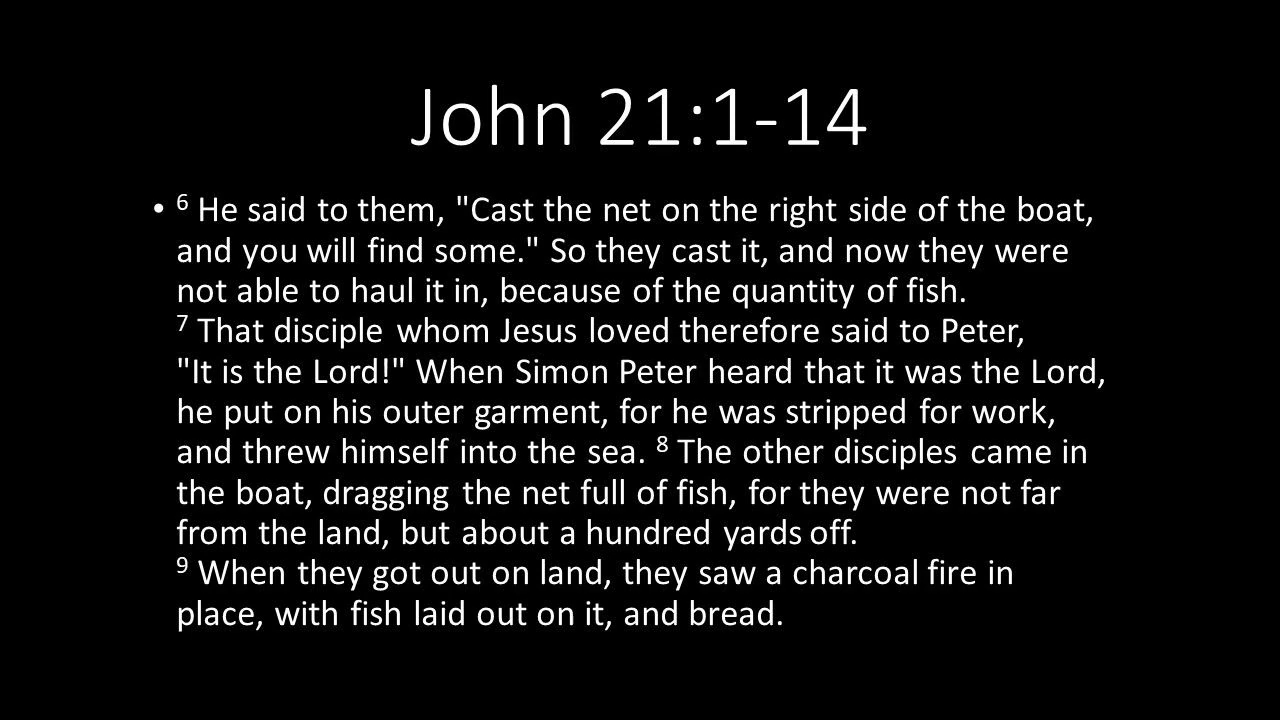 John 21:1-14
• 6 He said to them, "Cast the net on the right side of the boat,
and you will find some." So they cast it, and now they were
not able to haul it in, because of the quantity of fish.
7 That disciple whom Jesus loved therefore said to Peter,
"It is the Lord!" When Simon Peter heard that it was the Lord,
he put on his outer garment, for he was stripped for work,
and threw himself into the sea. 8 The other disciples came in
the boat, dragging the net full of fish, for they were not far
from the land, but about a hundred yards off.
9 When they got out on land, they saw a charcoal fire in
place, with fish laid out on it, and bread.